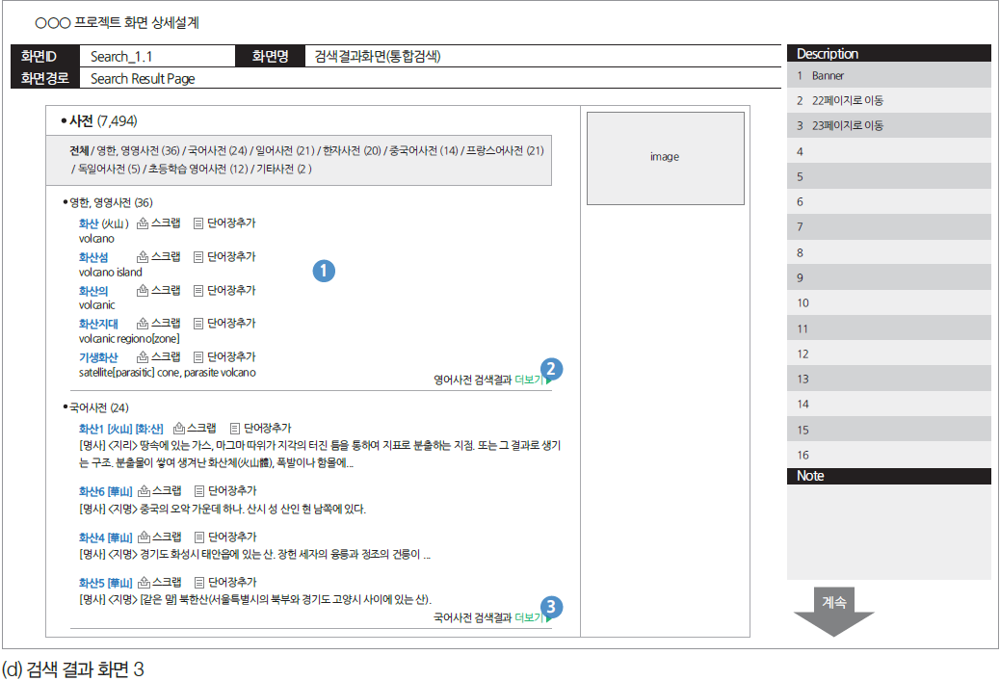 ○○○ 프로젝트 화면 상세설계
화면ID Search_1.1 화면명 검색결과화면(통합검색)
화면경로 Search Result Page
• 사전 (7,494)
전체 / 영한, 영영사전 (36) / 국어사전 (24) / 일어사전 (21) / 한자사전 (20) / 중국어사전 (14) / 프랑스어사전 (21)
/ 독일어사전 (5) / 초등학습 영어사전 (12) / 기타사전 (2 )
• 영한, 영영사전 (36)
화산 (火山 ) 스크랩 단어장추가
volcano
화산섬 스크랩 단어장추가
volcano island
1
화산의 스크랩 단어장추가
volcanic
화산지대 스크랩 단어장추가
volcanic regiono[zone]
기생화산 스크랩 단어장추가
satellite[parasitic] cone, parasite volcano
2
영어사전 검색결과 더보기
• 국어사전 (24)
화산1 [火山] [화:산] 스크랩 단어장추가
[명사] <지리> 땅속에 있는 가스, 마그마 따위가 지각의 터진 틈을 통하여 지표로 분출하는 지점. 또는 그 결과로 생기
는 구조. 분출물이 쌓여 생겨난 화산체(火山體), 폭발이나 함몰에...
화산6 [華山] 스크랩 단어장추가
[명사] <지명> 중국의 오악 가운데 하나. 산시 성 산인 현 남쪽에 있다.
화산4 [華山] 스크랩 단어장추가
[명사] <지명> 경기도 화성시 태안읍에 있는 산. 장헌 세자의 융릉과 정조의 건릉이 ...
화산5 [華山] 스크랩 단어장추가
[명사] <지명> [같은 말] 북한산(서울특별시의 북부와 경기도 고양시 사이에 있는 산).
3
국어사전 검색결과 더보기
image
Description
1 Banner
2 22페이지로 이동
3 23페이지로 이동
4
5
6
7
8
9
10
11
12
13
14
15
16
Note
계속
(d) 검색 결과 화면 3